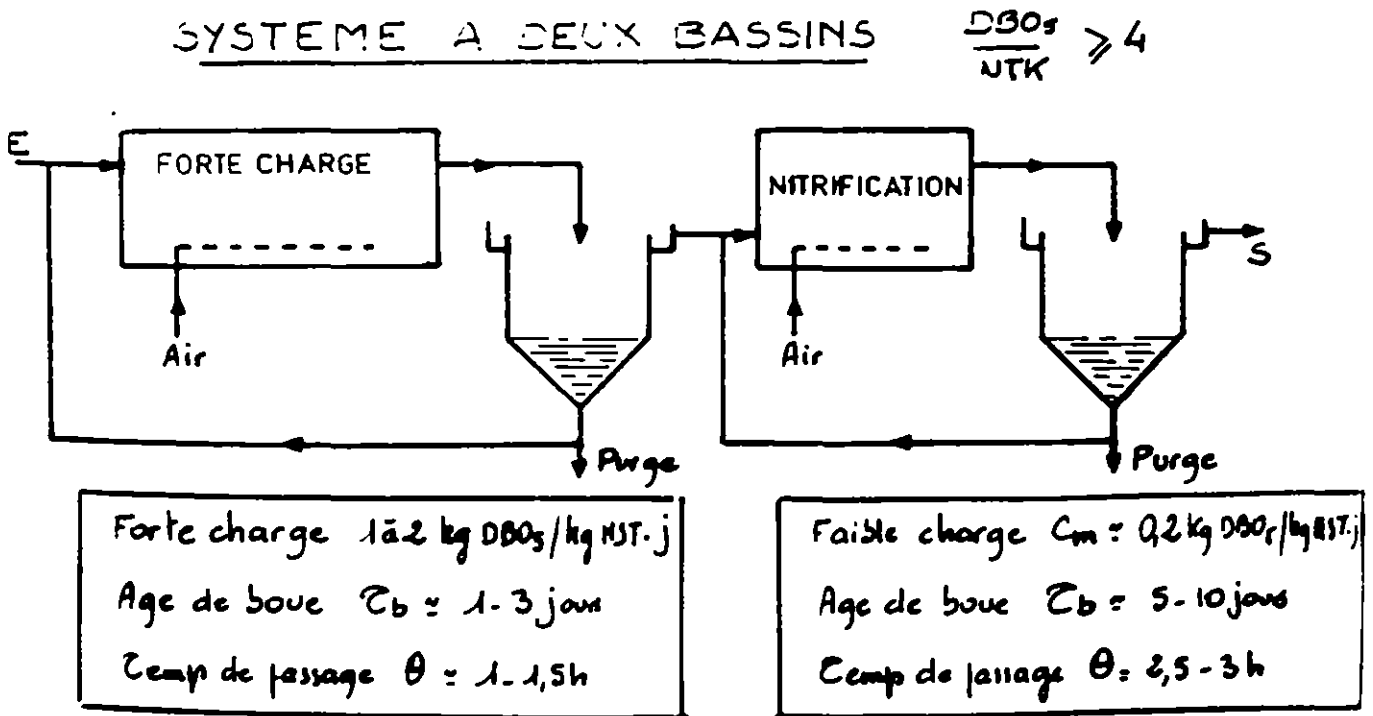 SYSTEME A DEUX BASSINS
DBO5
NTK
≥ 4
E
FORTE CHARGE
NITRIFICATION
S
Air
Air
Purge
Purge
Forte charge 1 à 2 kg DBO5/kg MST.j
Age de boue τb ≃ 1-3 jours
Temp de passage θ ≃ 1-1,5h
Faible charge Cm ≃ 0,2 kg DBO5/kg MST.j
Age de boue τb = 5-10 jours
Temp de passage θ = 2,5-3h